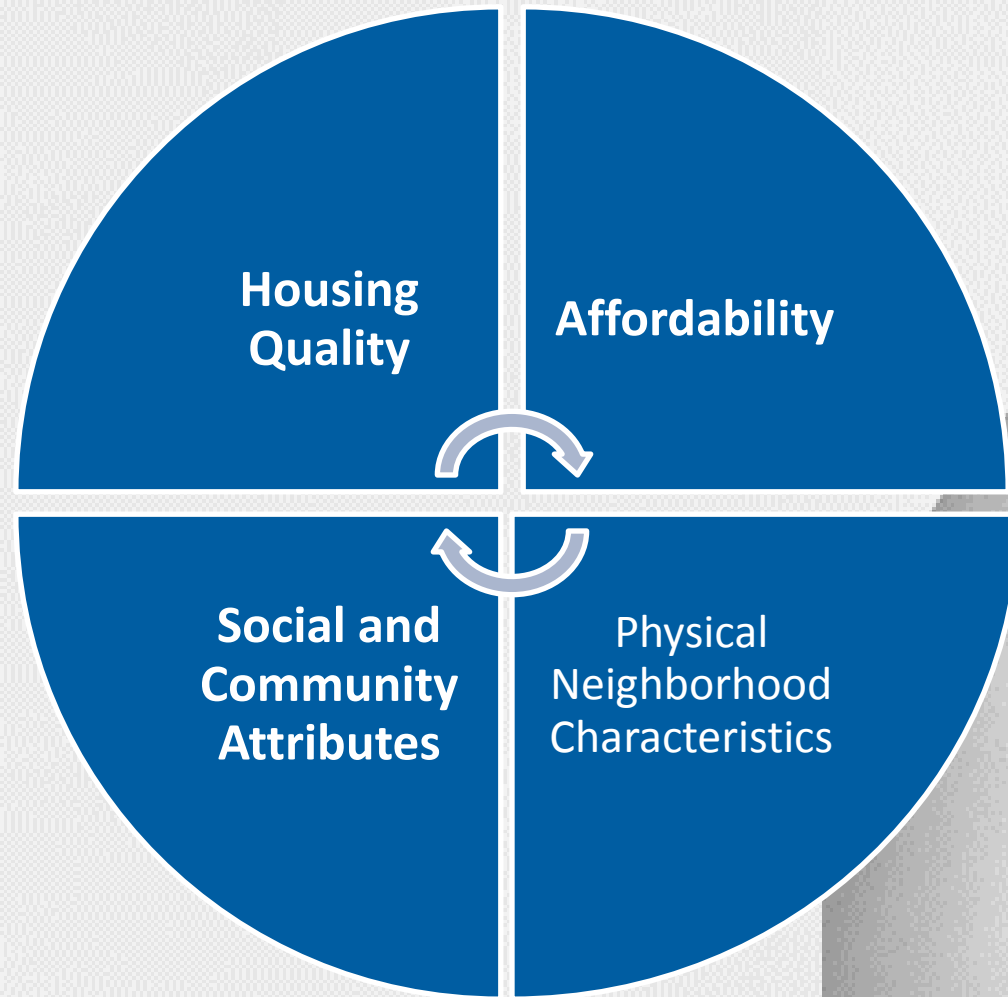 Housing
Quality
Affordability
Social and
Community
Attributes
Physical
Neighborhood
Characteristics